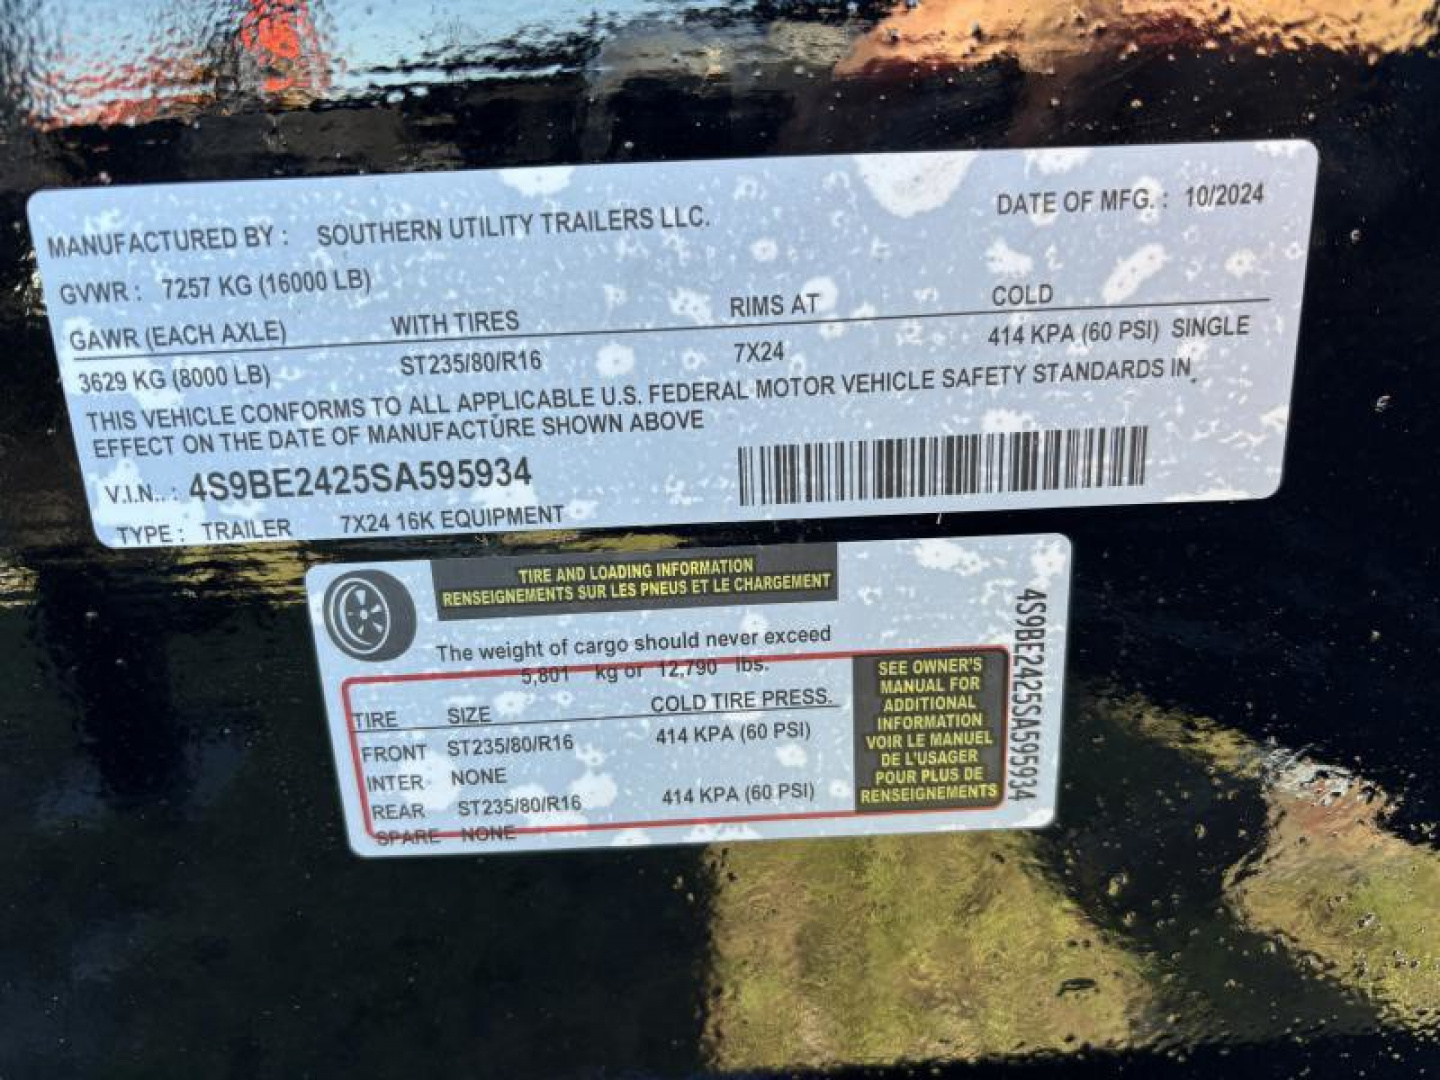 MANUFACTURED BY : SOUTHERN UTILITY TRAILERS LLC. DATE OF MFG. : 10/2024
GVWR : 7257 KG (16000 LB)
GAWR (EACH AXLE) WITH TIRES RIMS AT COLD
3629 KG (8000 LB) ST235/80/R16 7X24 414 KPA (60 PSI) SINGLE
THIS VEHICLE CONFORMS TO ALL APPLICABLE U.S. FEDERAL MOTOR VEHICLE SAFETY STANDARDS IN
EFFECT ON THE DATE OF MANUFACTURE SHOWN ABOVE
V.I.N.. : 4S9BE2425SA595934
TYPE : TRAILER 7X24 16K EQUIPMENT
TIRE AND LOADING INFORMATION
RENSEIGNEMENTS SUR LES PNEUS ET LE CHARGEMENT
The weight of cargo should never exceed
5,801 kg or 12,790 lbs.
TIRE SIZE COLD TIRE PRESS.
FRONT ST235/80/R16 414 KPA (60 PSI)
INTER NONE
REAR ST235/80/R16 414 KPA (60 PSI)
SPARE NONE
SEE OWNER'S
MANUAL FOR
ADDITIONAL
INFORMATION
VOIR LE MANUEL
DE L'USAGER
POUR PLUS DE
RENSEIGNEMENTS
4S9BE2425SA595934